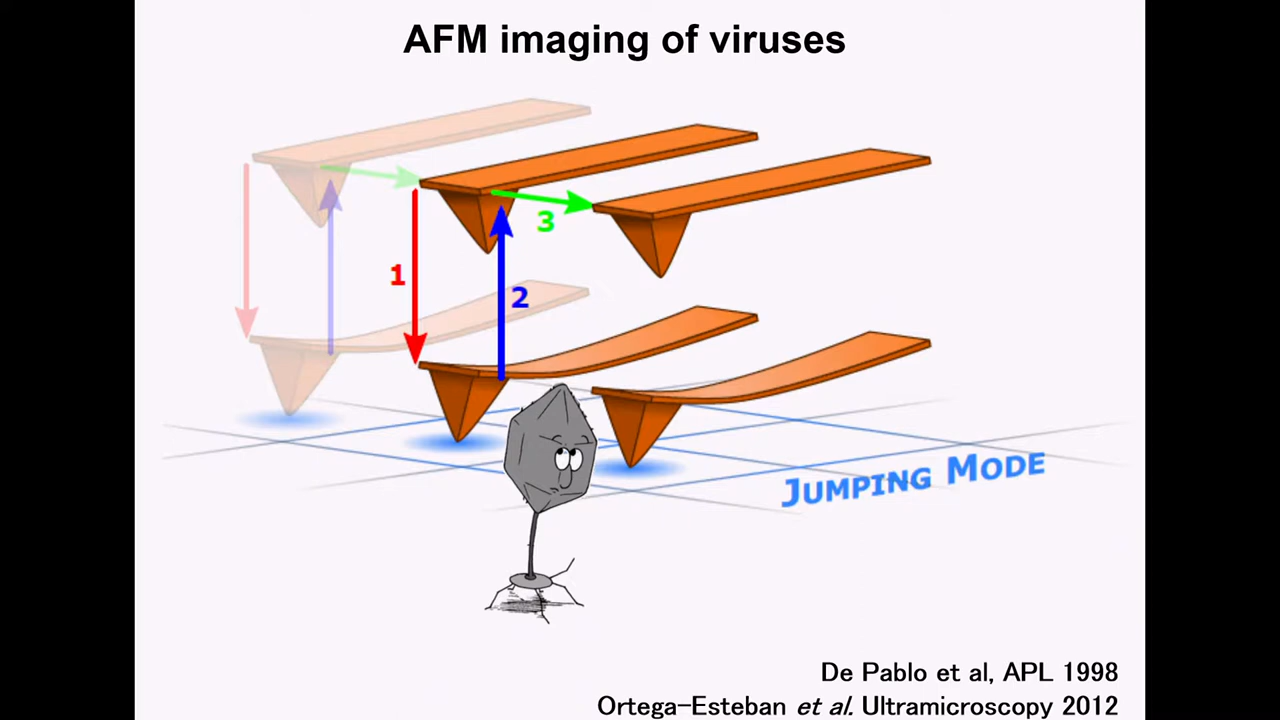 AFM imaging of viruses
3
1
2
JUMPING MODE
De Pablo et al, APL 1998
Ortega-Esteban et al. Ultramicroscopy 2012